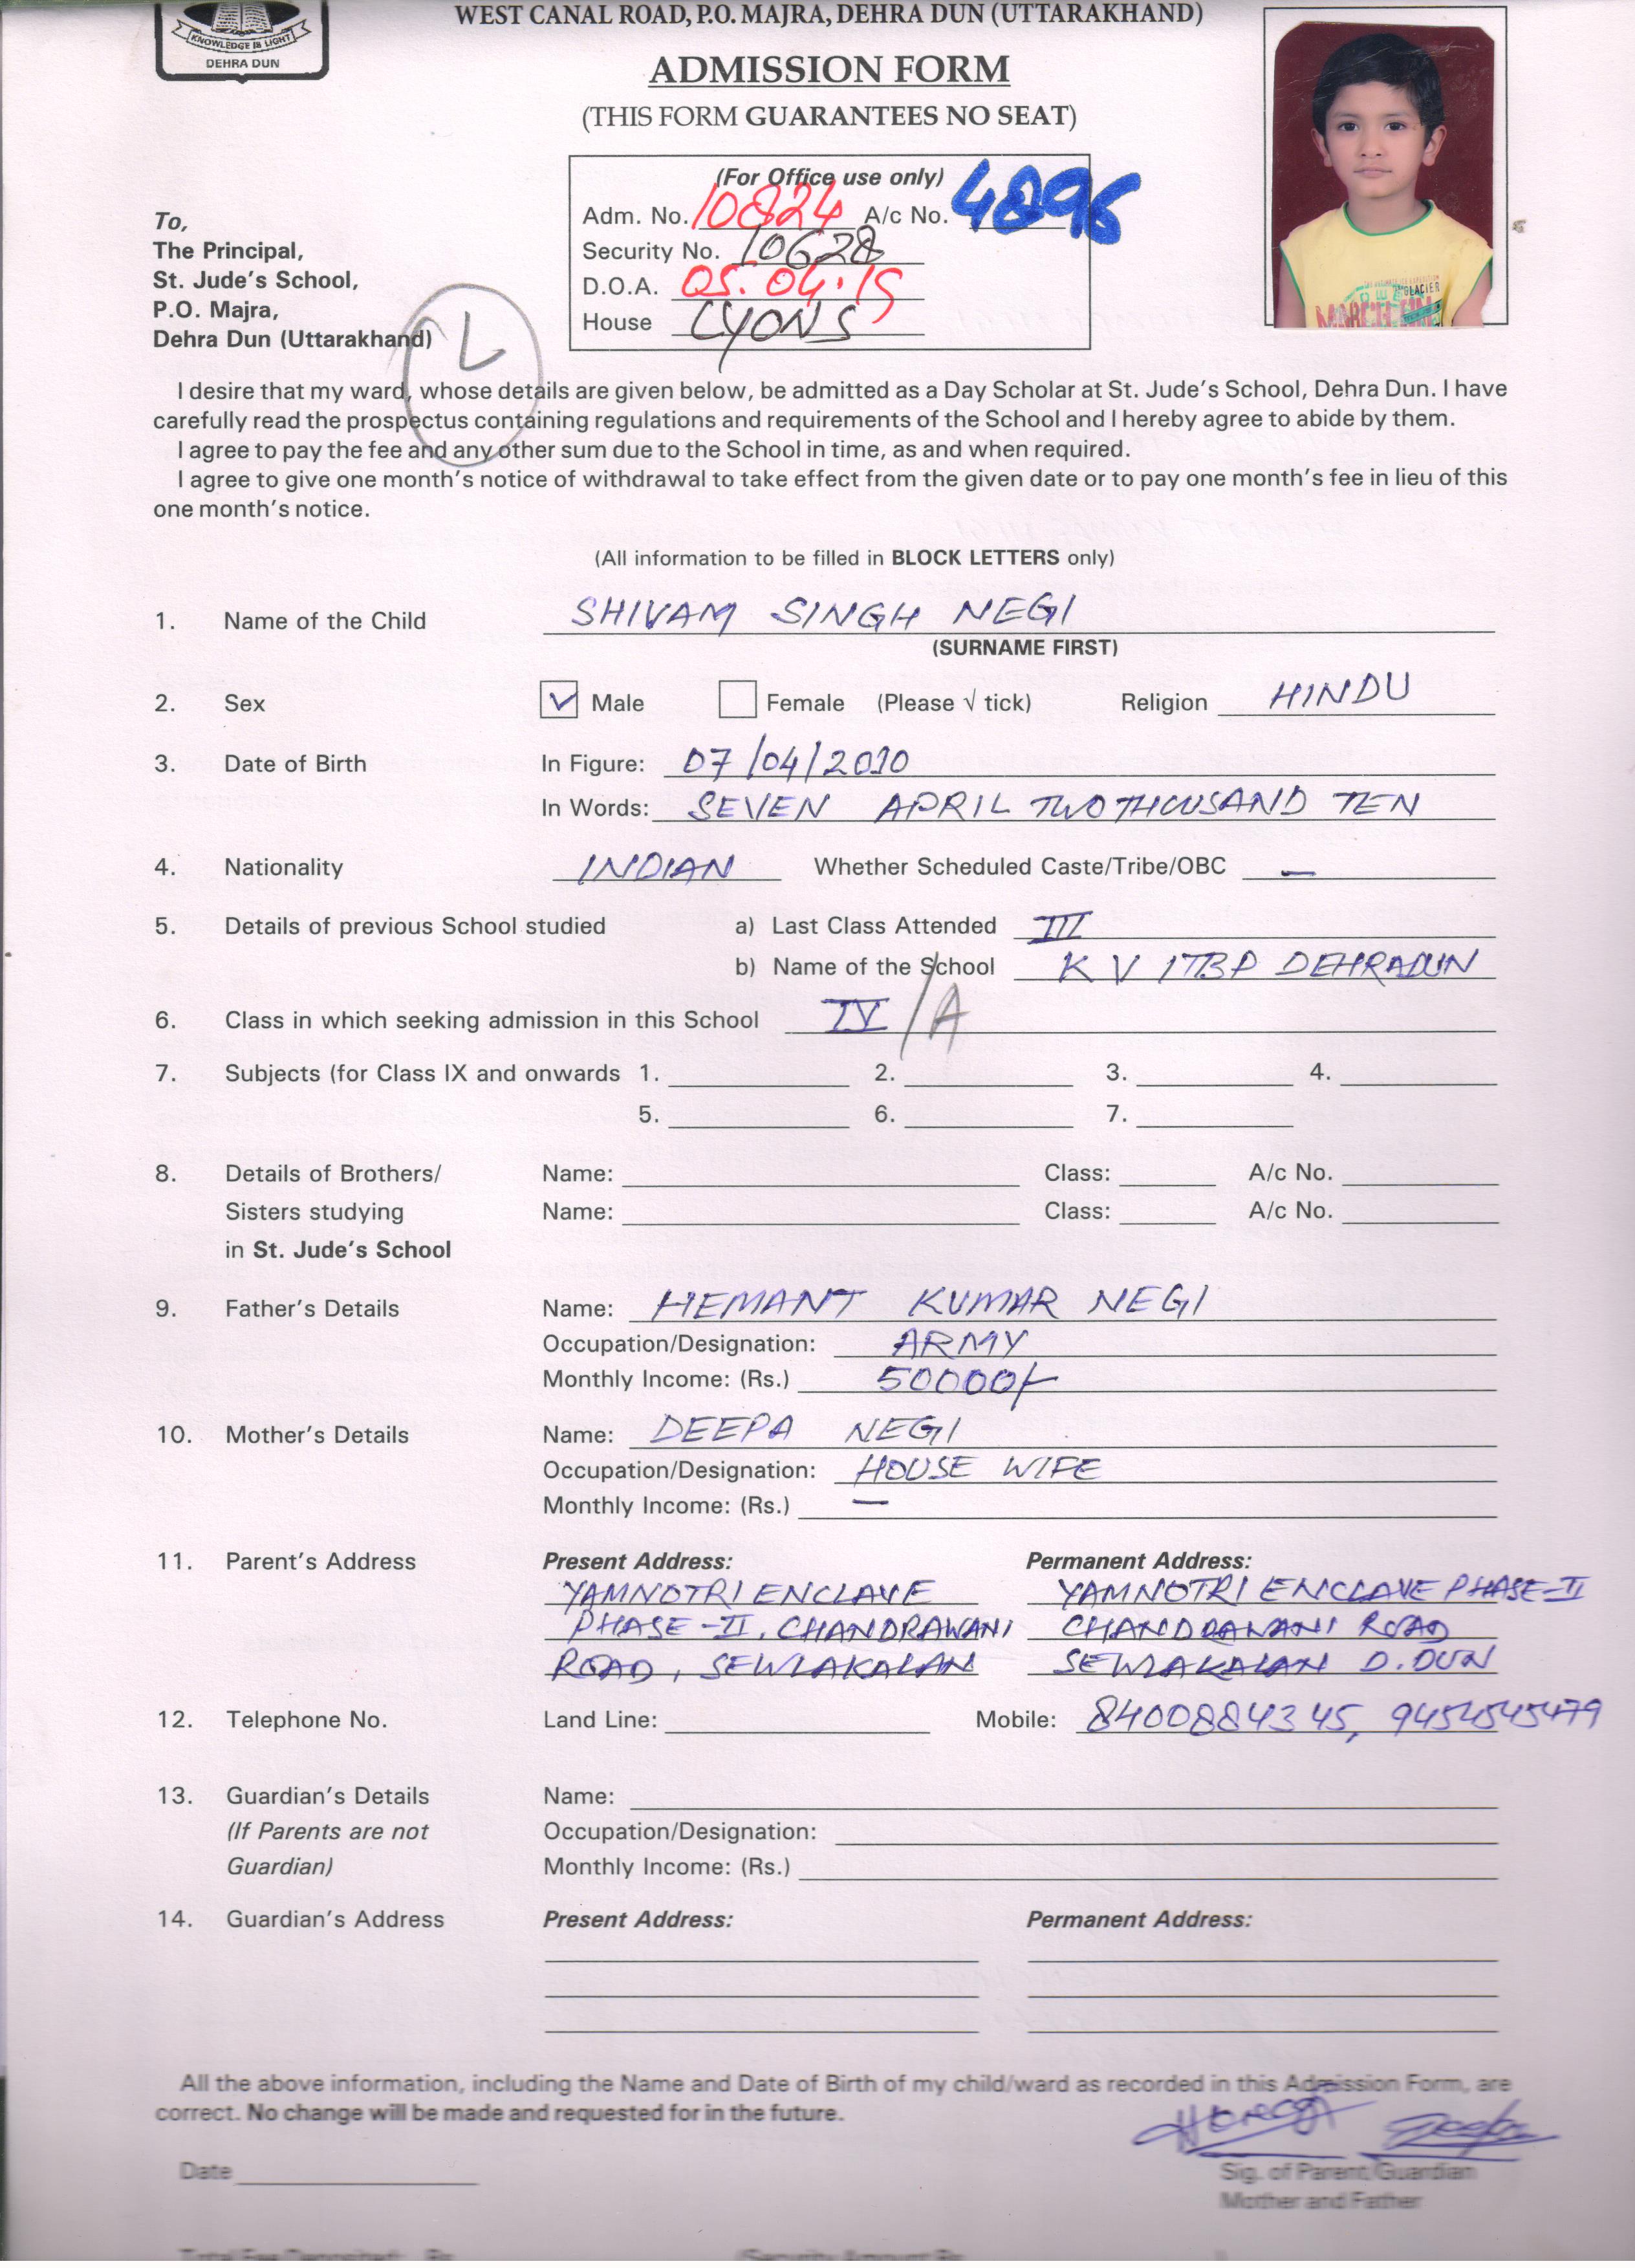 WEST CANAL ROAD, P.O. MAJRA, DEHRA DUN (UTTARAKHAND)
KNOWLEDGE IS LIGHT
DEHRA DUN
ADMISSION FORM
(THIS FORM GUARANTEES NO SEAT)
(For Office use only)
Adm. No. 10824 A/c No. 4896
Security No. 10628
D.O.A. 05.04.19
House LYONS
To,
The Principal,
St. Jude's School,
P.O. Majra,
Dehra Dun (Uttarakhand)
L
GLACIER
I desire that my ward, whose details are given below, be admitted as a Day Scholar at St. Jude's School, Dehra Dun. I have
carefully read the prospectus containing regulations and requirements of the School and I hereby agree to abide by them.
I agree to pay the fee and any other sum due to the School in time, as and when required.
I agree to give one month's notice of withdrawal to take effect from the given date or to pay one month's fee in lieu of this
one month's notice.
(All information to be filled in BLOCK LETTERS only)
1. Name of the Child SHIVAM SINGH NEGI
(SURNAME FIRST)
2. Sex ✓ Male Female (Please √ tick) Religion HINDU
3. Date of Birth In Figure: 07/04/2010
In Words: SEVEN APRIL TWO THOUSAND TEN
4. Nationality INDIAN Whether Scheduled Caste/Tribe/OBC —
5. Details of previous School studied a) Last Class Attended III
b) Name of the School K V ITBP DEHRADUN
6. Class in which seeking admission in this School IV /A
7. Subjects (for Class IX and onwards 1. 2. 3. 4.
5. 6. 7.
8. Details of Brothers/ Name: Class: A/c No.
Sisters studying Name: Class: A/c No.
in St. Jude's School
9. Father's Details Name: HEMANT KUMAR NEGI
Occupation/Designation: ARMY
Monthly Income: (Rs.) 50000/-
10. Mother's Details Name: DEEPA NEGI
Occupation/Designation: HOUSE WIFE
Monthly Income: (Rs.) —
11. Parent's Address Present Address: Permanent Address:
YAMNOTRI ENCLAVE YAMNOTRI ENCLAVE PHASE-II
PHASE-II, CHANDRAWANI CHANDRAWANI ROAD
ROAD, SEWLAKALAN SEWLAKALAN D.DUN
12. Telephone No. Land Line: Mobile: 8400884345, 9454545479
13. Guardian's Details Name:
(If Parents are not Occupation/Designation:
Guardian) Monthly Income: (Rs.)
14. Guardian's Address Present Address: Permanent Address:
All the above information, including the Name and Date of Birth of my child/ward as recorded in this Admission Form, are
correct. No change will be made and requested for in the future.
Date
Sig. of Parent/Guardian
Mother and Father